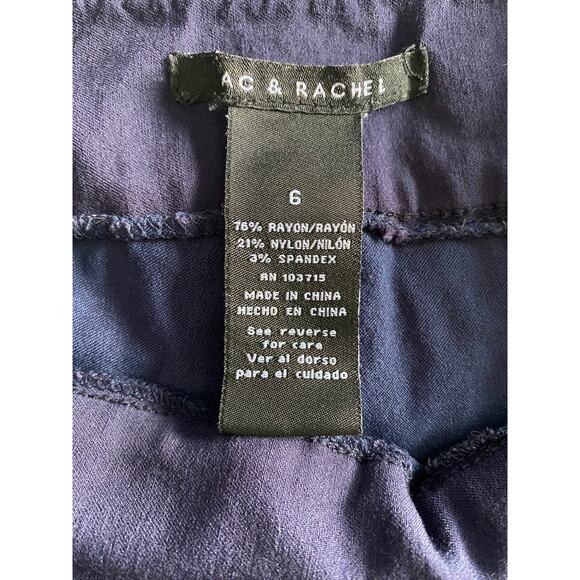 AG & RACHEL
6
76% RAYON/RAYÓN
21% NYLON/NILÓN
3% SPANDEX
RN 103715
MADE IN CHINA
HECHO EN CHINA
See reverse
for care
Ver al dorso
para el cuidado